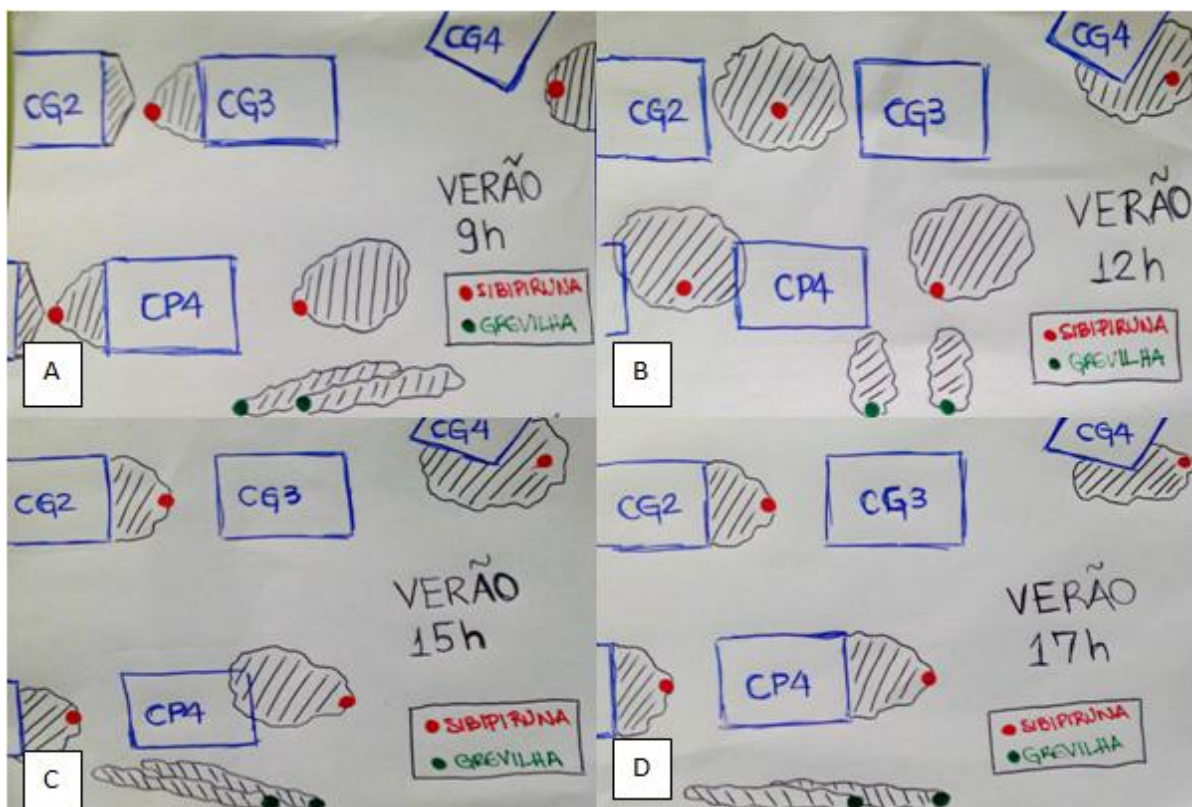 CG2
CG3
CG4
VERÃO
9h
CP4
SIBIPIRUNA
GREVILHA
A
CG2
CG3
CG4
VERÃO
12h
CP4
SIBIPIRUNA
GREVILHA
B
CG2
CG3
CG4
VERÃO
15h
CP4
SIBIPIRUNA
GREVILHA
C
CG2
CG3
CG4
VERÃO
17h
CP4
SIBIPIRUNA
GREVILHA
D